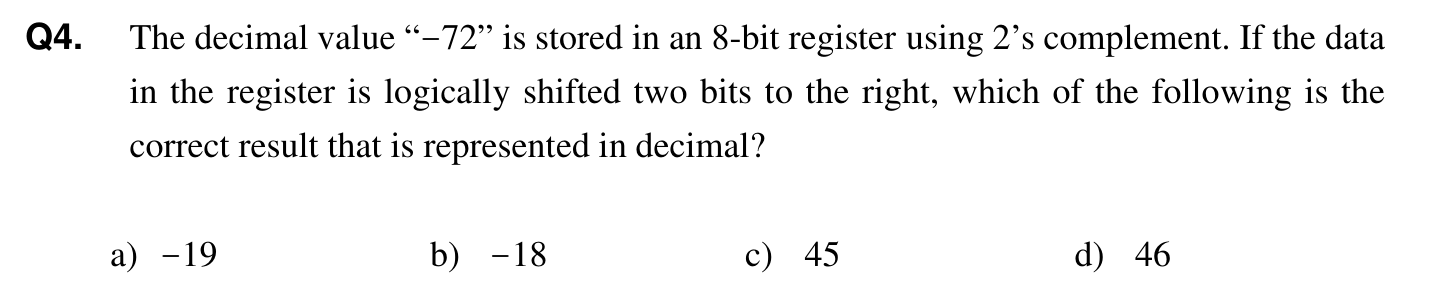 Q4. The decimal value “−72” is stored in an 8-bit register using 2’s complement. If the data
in the register is logically shifted two bits to the right, which of the following is the
correct result that is represented in decimal?
a) −19 b) −18 c) 45 d) 46